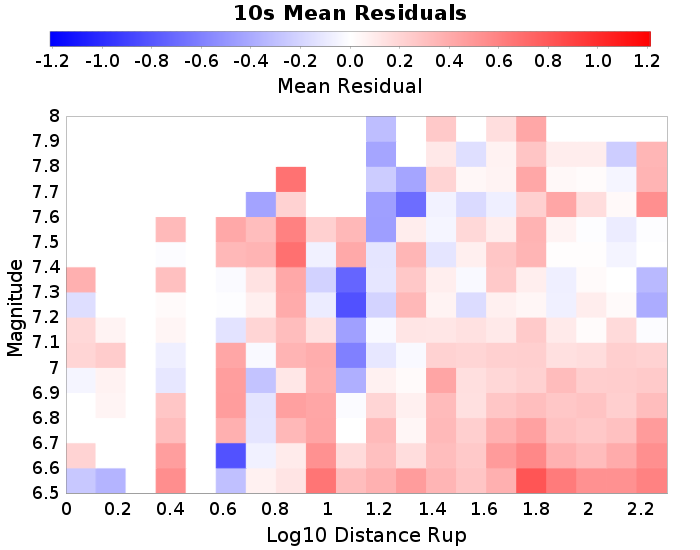 10s Mean Residuals
-1.2 -1.0 -0.8 -0.6 -0.4 -0.2 0.0 0.2 0.4 0.6 0.8 1.0 1.2
Mean Residual
8
7.9
7.8
7.7
7.6
7.5
7.4
7.3
7.2
7.1
7
6.9
6.8
6.7
6.6
6.5
Magnitude
0 0.2 0.4 0.6 0.8 1 1.2 1.4 1.6 1.8 2 2.2
Log10 Distance Rup